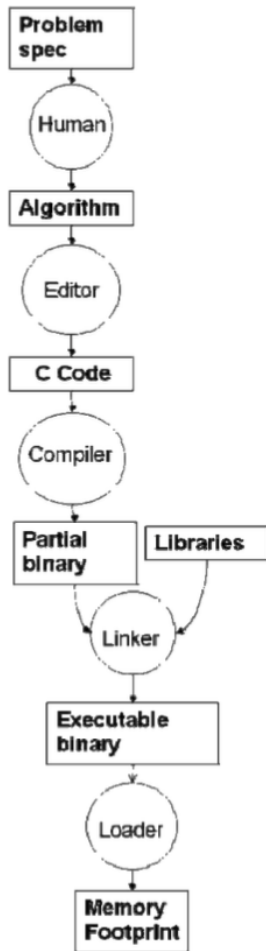 Problem
spec
Human
Algorithm
Editor
C Code
Compiler
Partial
binary
Libraries
Linker
Executable
binary
Loader
Memory
Footprint